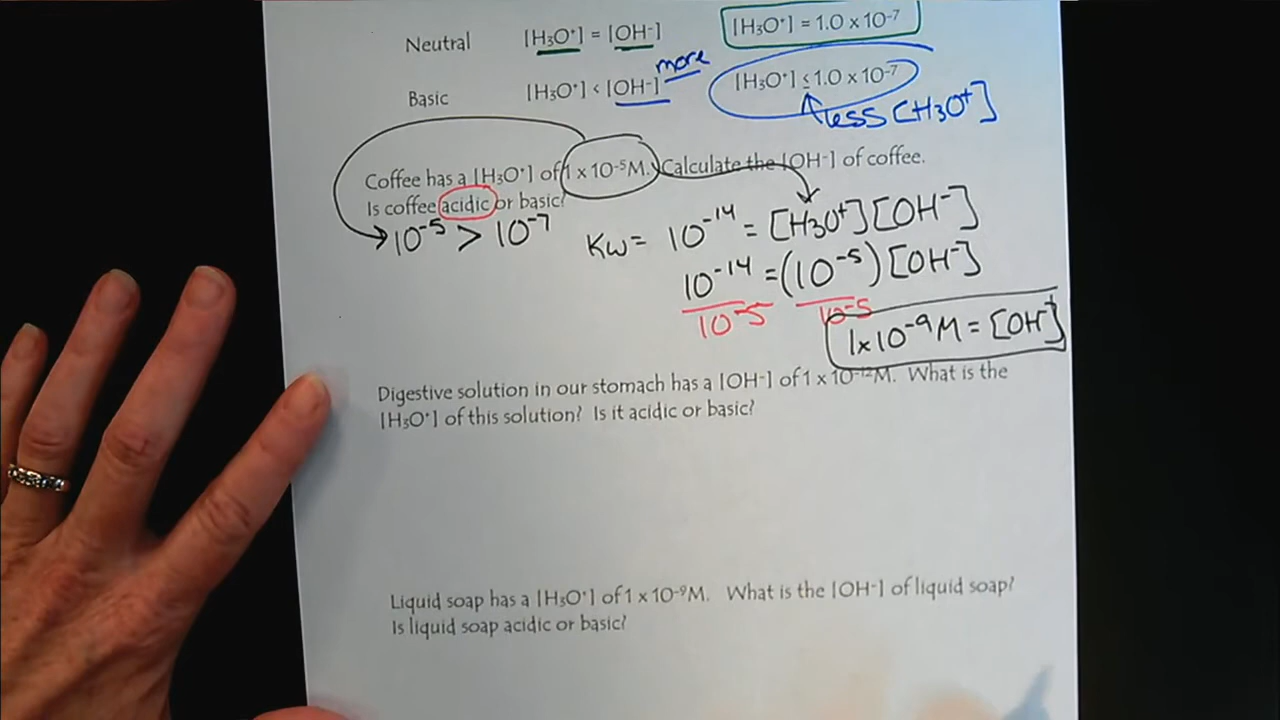 Neutral [H₃O⁺] = [OH⁻] [H₃O⁺] = 1.0 x 10⁻⁷
more
Basic [H₃O⁺] < [OH⁻] [H₃O⁺] ≤ 1.0 x 10⁻⁷
less [H₃O⁺]
Coffee has a [H₃O⁺] of 1 x 10⁻⁵M. Calculate the [OH-] of coffee.
Is coffee acidic or basic?
10⁻⁵ > 10⁻⁷
Kw = 10⁻¹⁴ = [H₃O⁺][OH⁻]
10⁻¹⁴ = (10⁻⁵)[OH⁻]
10⁻⁵ 10⁻⁵
1x10⁻⁹M = [OH⁻]
Digestive solution in our stomach has a [OH-] of 1 x 10⁻¹²M. What is the
[H₃O⁺] of this solution? Is it acidic or basic?
Liquid soap has a [H₃O⁺] of 1 x 10⁻⁹M. What is the [OH-] of liquid soap?
Is liquid soap acidic or basic?